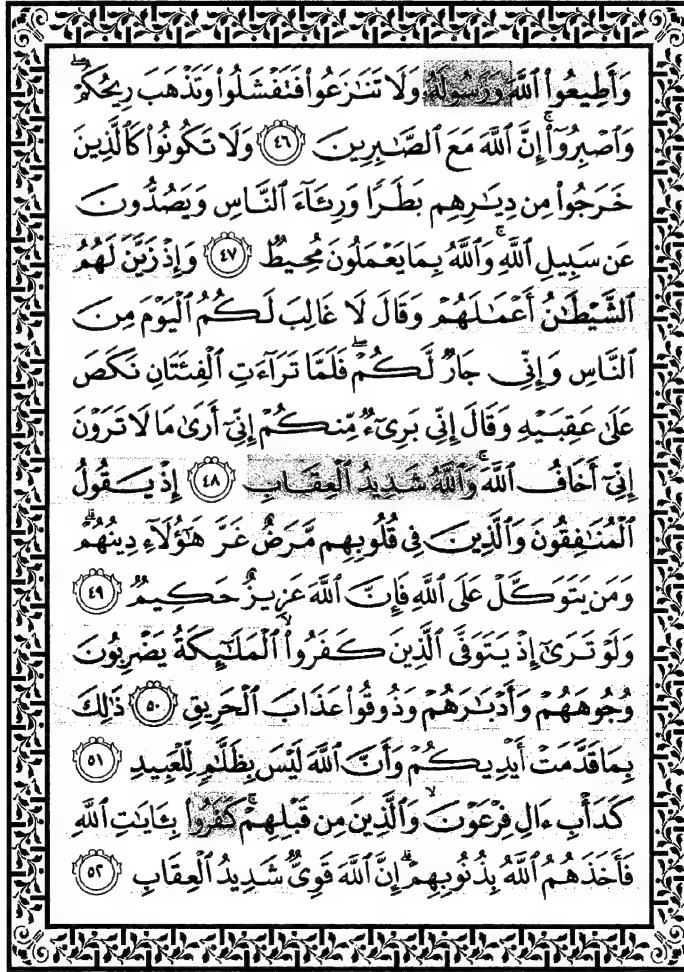 وَأَطِيعُوا۟ ٱللَّهَ وَرَسُولَهُۥ وَلَا تَنَـٰزَعُوا۟ فَتَفْشَلُوا۟ وَتَذْهَبَ رِيحُكُمْ ۖ
وَٱصْبِرُوٓا۟ ۚ إِنَّ ٱللَّهَ مَعَ ٱلصَّـٰبِرِينَ ﴿٤٦﴾ وَلَا تَكُونُوا۟ كَٱلَّذِينَ
خَرَجُوا۟ مِن دِيَـٰرِهِم بَطَرًا وَرِئَآءَ ٱلنَّاسِ وَيَصُدُّونَ
عَن سَبِيلِ ٱللَّهِ ۚ وَٱللَّهُ بِمَا يَعْمَلُونَ مُحِيطٌ ﴿٤٧﴾ وَإِذْ زَيَّنَ لَهُمُ
ٱلشَّيْطَـٰنُ أَعْمَـٰلَهُمْ وَقَالَ لَا غَالِبَ لَكُمُ ٱلْيَوْمَ مِنَ
ٱلنَّاسِ وَإِنِّى جَارٌ لَّكُمْ ۖ فَلَمَّا تَرَآءَتِ ٱلْفِئَتَانِ نَكَصَ
عَلَىٰ عَقِبَيْهِ وَقَالَ إِنِّى بَرِىٓءٌ مِّنكُمْ إِنِّىٓ أَرَىٰ مَا لَا تَرَوْنَ
إِنِّىٓ أَخَافُ ٱللَّهَ ۚ وَٱللَّهُ شَدِيدُ ٱلْعِقَابِ ﴿٤٨﴾ إِذْ يَقُولُ
ٱلْمُنَـٰفِقُونَ وَٱلَّذِينَ فِى قُلُوبِهِم مَّرَضٌ غَرَّ هَـٰٓؤُلَآءِ دِينُهُمْ ۗ
وَمَن يَتَوَكَّلْ عَلَى ٱللَّهِ فَإِنَّ ٱللَّهَ عَزِيزٌ حَكِيمٌ ﴿٤٩﴾
وَلَوْ تَرَىٰٓ إِذْ يَتَوَفَّى ٱلَّذِينَ كَفَرُوا۟ ۙ ٱلْمَلَـٰٓئِكَةُ يَضْرِبُونَ
وُجُوهَهُمْ وَأَدْبَـٰرَهُمْ وَذُوقُوا۟ عَذَابَ ٱلْحَرِيقِ ﴿٥٠﴾ ذَٰلِكَ
بِمَا قَدَّمَتْ أَيْدِيكُمْ وَأَنَّ ٱللَّهَ لَيْسَ بِظَلَّـٰمٍ لِّلْعَبِيدِ ﴿٥١﴾
كَدَأْبِ ءَالِ فِرْعَوْنَ ۙ وَٱلَّذِينَ مِن قَبْلِهِمْ ۚ كَفَرُوا۟ بِـَٔايَـٰتِ ٱللَّهِ
فَأَخَذَهُمُ ٱللَّهُ بِذُنُوبِهِمْ ۗ إِنَّ ٱللَّهَ قَوِىٌّ شَدِيدُ ٱلْعِقَابِ ﴿٥٢﴾